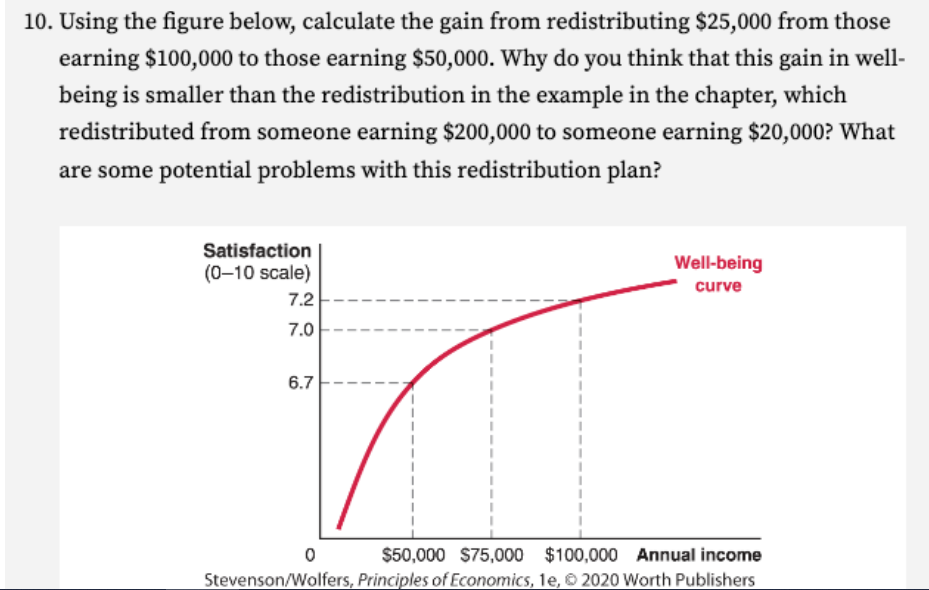 10. Using the figure below, calculate the gain from redistributing $25,000 from those
earning $100,000 to those earning $50,000. Why do you think that this gain in well-
being is smaller than the redistribution in the example in the chapter, which
redistributed from someone earning $200,000 to someone earning $20,000? What
are some potential problems with this redistribution plan?
Satisfaction
(0–10 scale)
Well-being
curve
7.2
7.0
6.7
0 $50,000 $75,000 $100,000 Annual income
Stevenson/Wolfers, Principles of Economics, 1e, © 2020 Worth Publishers